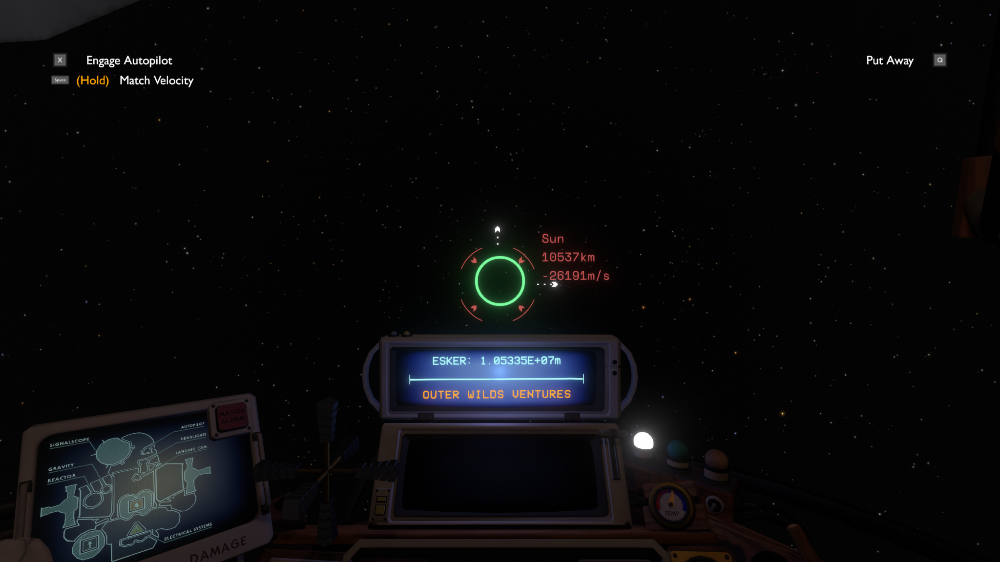 X Engage Autopilot
Space (Hold) Match Velocity
Put Away Q
Sun
10537km
-26191m/s
ESKER: 1.05335E+07m
OUTER WILDS VENTURES
MASTER
ALARM
AUTOPILOT
HEADLIGHTS
LANDING CAM
SIGNALSCOPE
GRAVITY
REACTOR
ELECTRICAL SYSTEMS
DAMAGE
TEMP